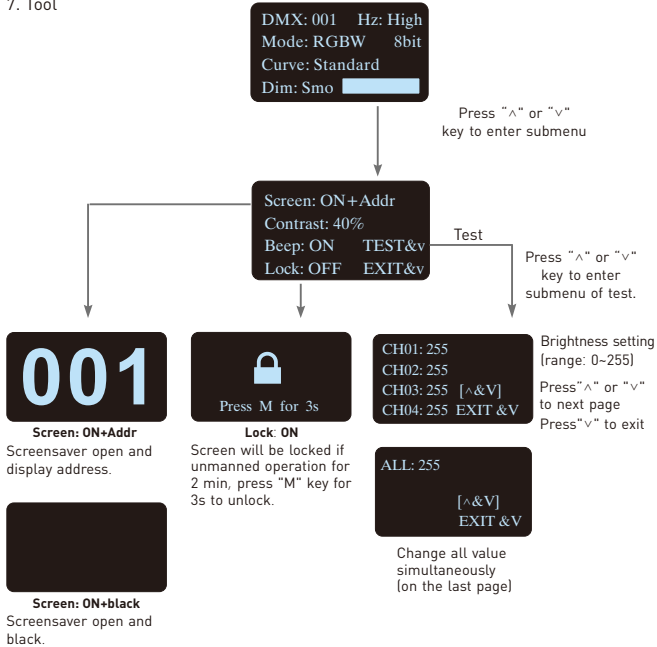 7. Tool
DMX: 001 Hz: High
Mode: RGBW 8bit
Curve: Standard
Dim: Smo
Press "^" or "v"
key to enter submenu
Screen: ON+Addr
Contrast: 40%
Beep: ON TEST&v
Lock: OFF EXIT&v
Test
Press "^" or "v"
key to enter
submenu of test.
001
Screen: ON+Addr
Screensaver open and
display address.
Press M for 3s
Lock: ON
Screen will be locked if
unmanned operation for
2 min, press "M" key for
3s to unlock.
CH01: 255
CH02: 255
CH03: 255 [^&V]
CH04: 255 EXIT &V
Brightness setting
(range: 0~255)
Press"^" or "v"
to next page
Press"v" to exit
ALL: 255
[^&V]
EXIT &V
Change all value
simultaneously
(on the last page)
Screen: ON+black
Screensaver open and
black.